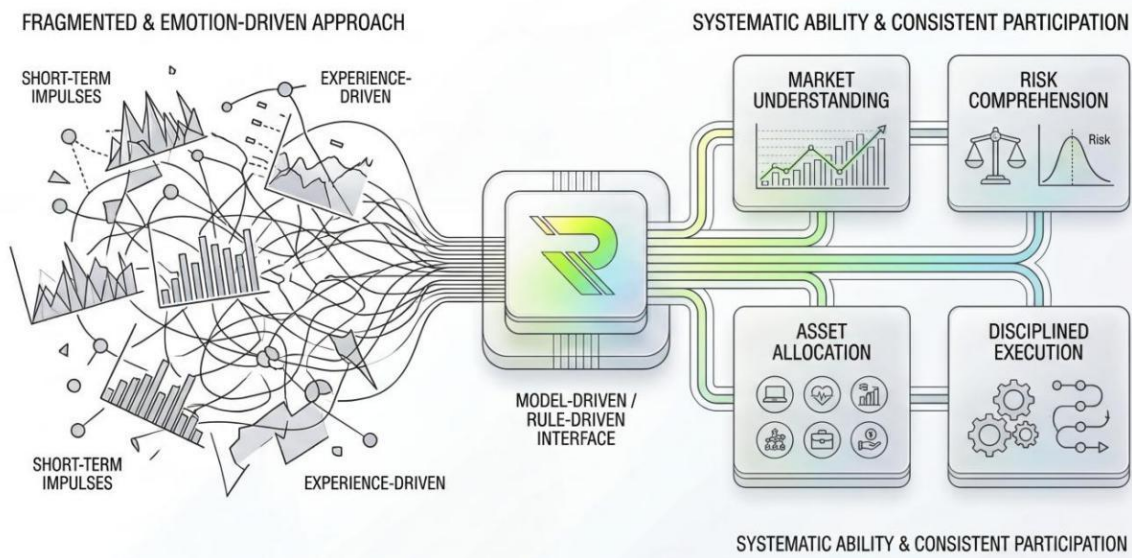 FRAGMENTED & EMOTION-DRIVEN APPROACH
SYSTEMATIC ABILITY & CONSISTENT PARTICIPATION
SHORT-TERM
IMPULSES
EXPERIENCE-
DRIVEN
MARKET
UNDERSTANDING
RISK
COMPREHENSION
Risk
MODEL-DRIVEN /
RULE-DRIVEN
INTERFACE
ASSET
ALLOCATION
DISCIPLINED
EXECUTION
SHORT-TERM
IMPULSES
EXPERIENCE-DRIVEN
SYSTEMATIC ABILITY & CONSISTENT PARTICIPATION